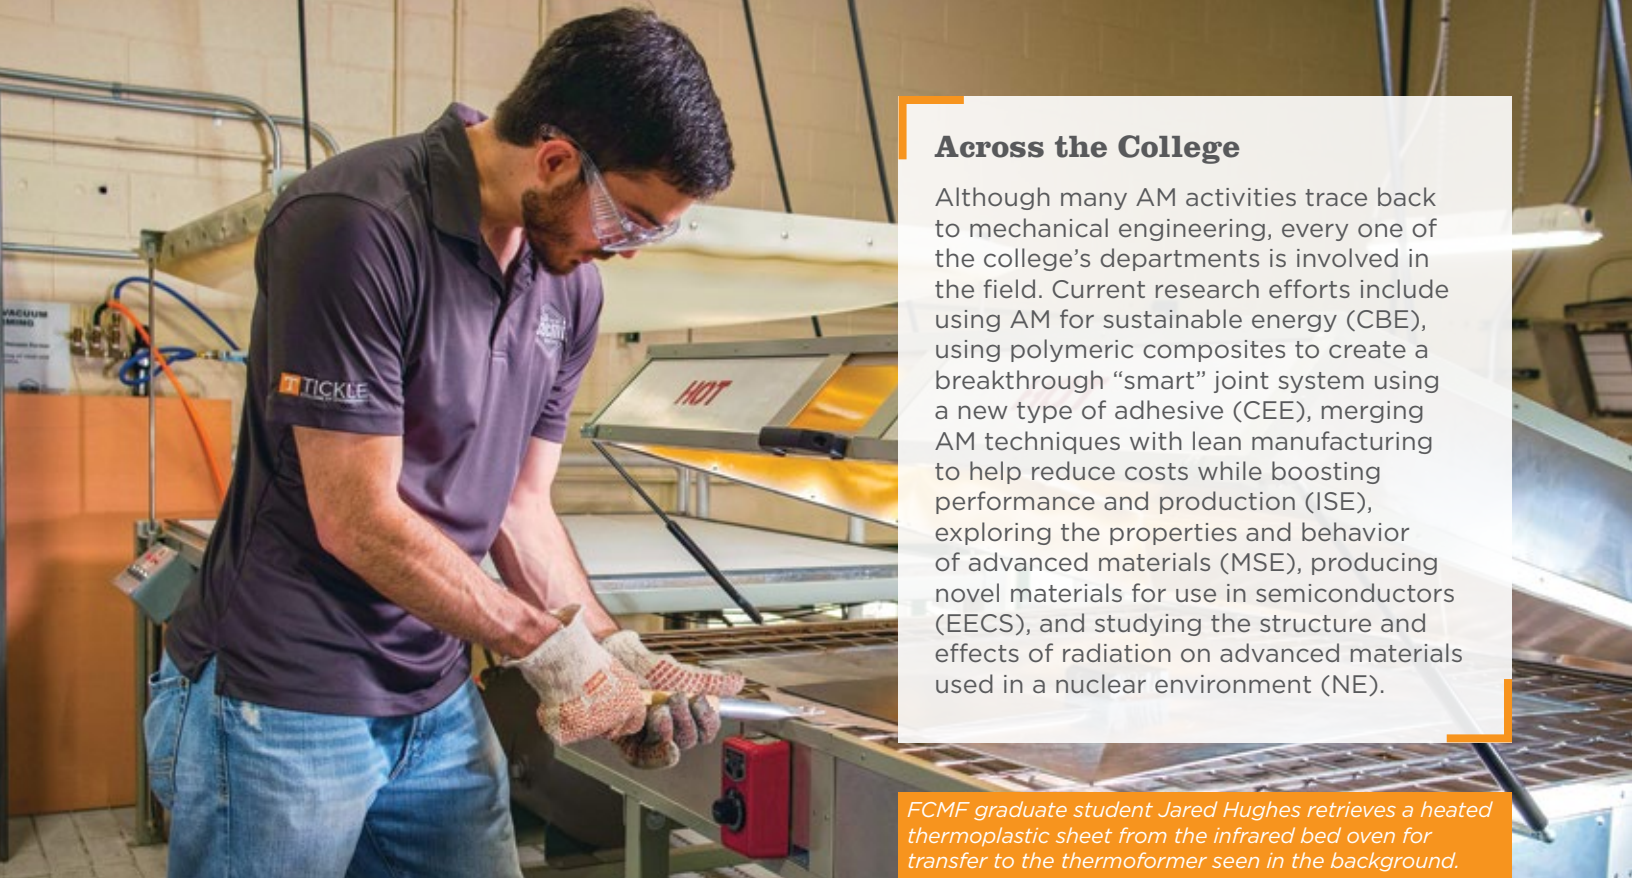 VACUUM
TICKLE
HOT
Across the College
Although many AM activities trace back
to mechanical engineering, every one of
the college’s departments is involved in
the field. Current research efforts include
using AM for sustainable energy (CBE),
using polymeric composites to create a
breakthrough “smart” joint system using
a new type of adhesive (CEE), merging
AM techniques with lean manufacturing
to help reduce costs while boosting
performance and production (ISE),
exploring the properties and behavior
of advanced materials (MSE), producing
novel materials for use in semiconductors
(EECS), and studying the structure and
effects of radiation on advanced materials
used in a nuclear environment (NE).
FCMF graduate student Jared Hughes retrieves a heated
thermoplastic sheet from the infrared bed oven for
transfer to the thermoformer seen in the background.